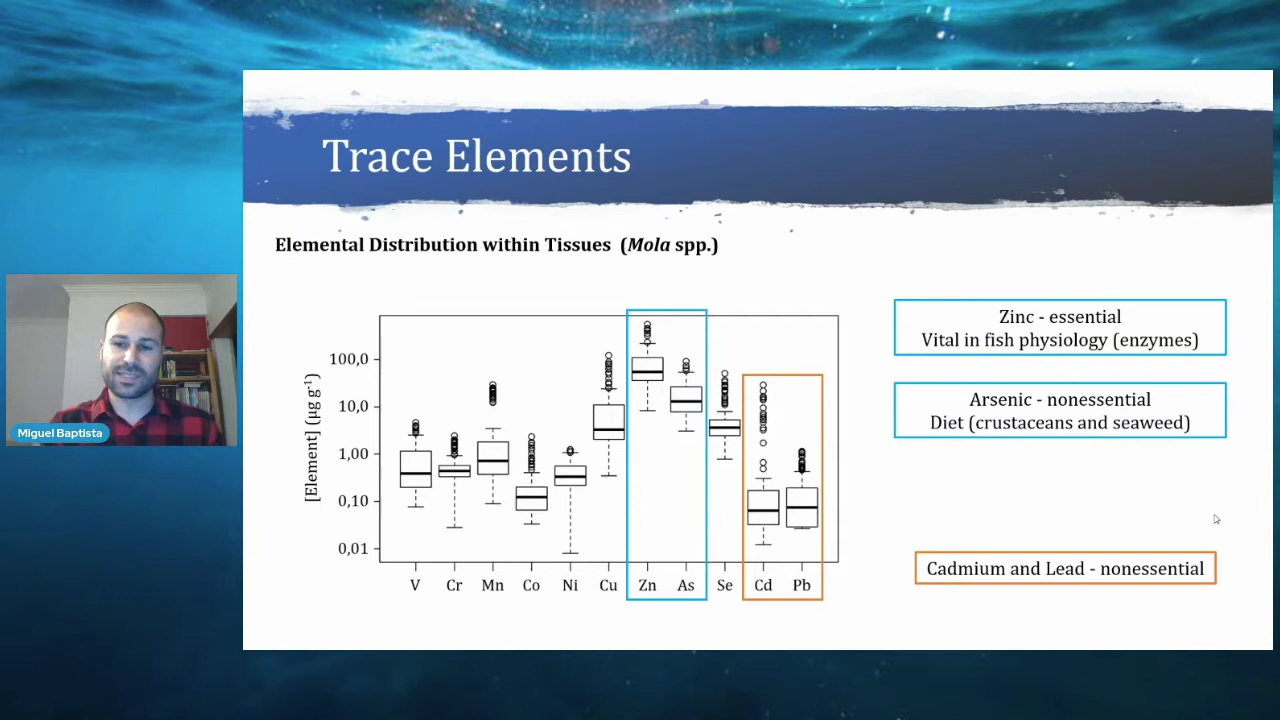 Trace Elements
Elemental Distribution within Tissues (Mola spp.)
Zinc - essential
Vital in fish physiology (enzymes)
Arsenic - nonessential
Diet (crustaceans and seaweed)
Cadmium and Lead - nonessential
[Element] (µg g⁻¹)
100,0
10,0
1,00
0,10
0,01
V Cr Mn Co Ni Cu Zn As Se Cd Pb
Miguel Baptista